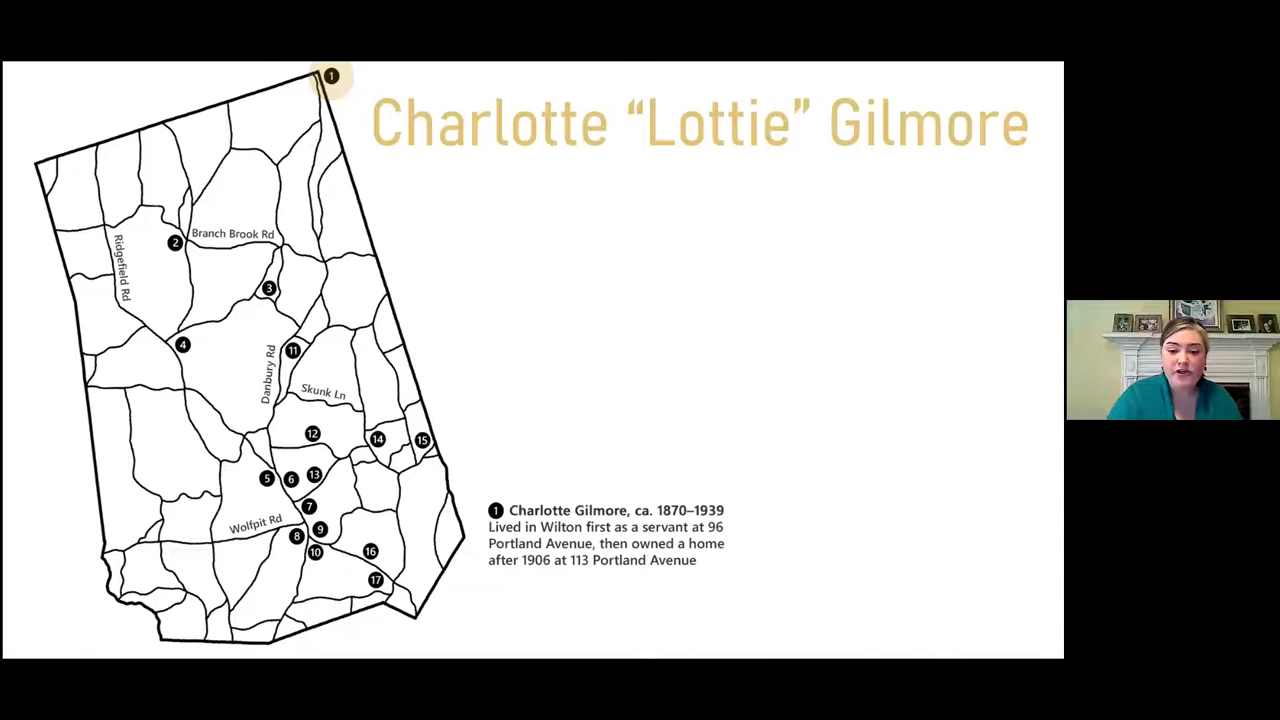 1
Charlotte “Lottie” Gilmore
2
Branch Brook Rd
Ridgefield Rd
3
4
11
Danbury Rd
Skunk Ln
12
14
15
5
6
13
7
Wolfpit Rd
8
9
10
16
17
1 Charlotte Gilmore, ca. 1870–1939
Lived in Wilton first as a servant at 96
Portland Avenue, then owned a home
after 1906 at 113 Portland Avenue